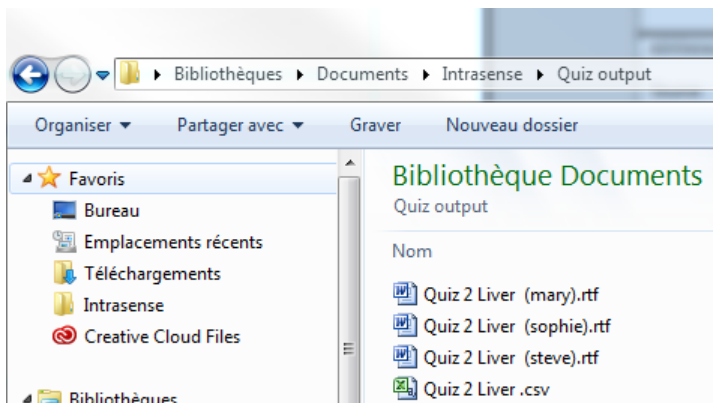 Bibliothèques Documents Intrasense Quiz output
Organiser Partager avec Graver Nouveau dossier
Favoris
Bureau
Emplacements récents
Téléchargements
Intrasense
Creative Cloud Files
Bibliothèques
Bibliothèque Documents
Quiz output
Nom
Quiz 2 Liver (mary).rtf
Quiz 2 Liver (sophie).rtf
Quiz 2 Liver (steve).rtf
Quiz 2 Liver .csv